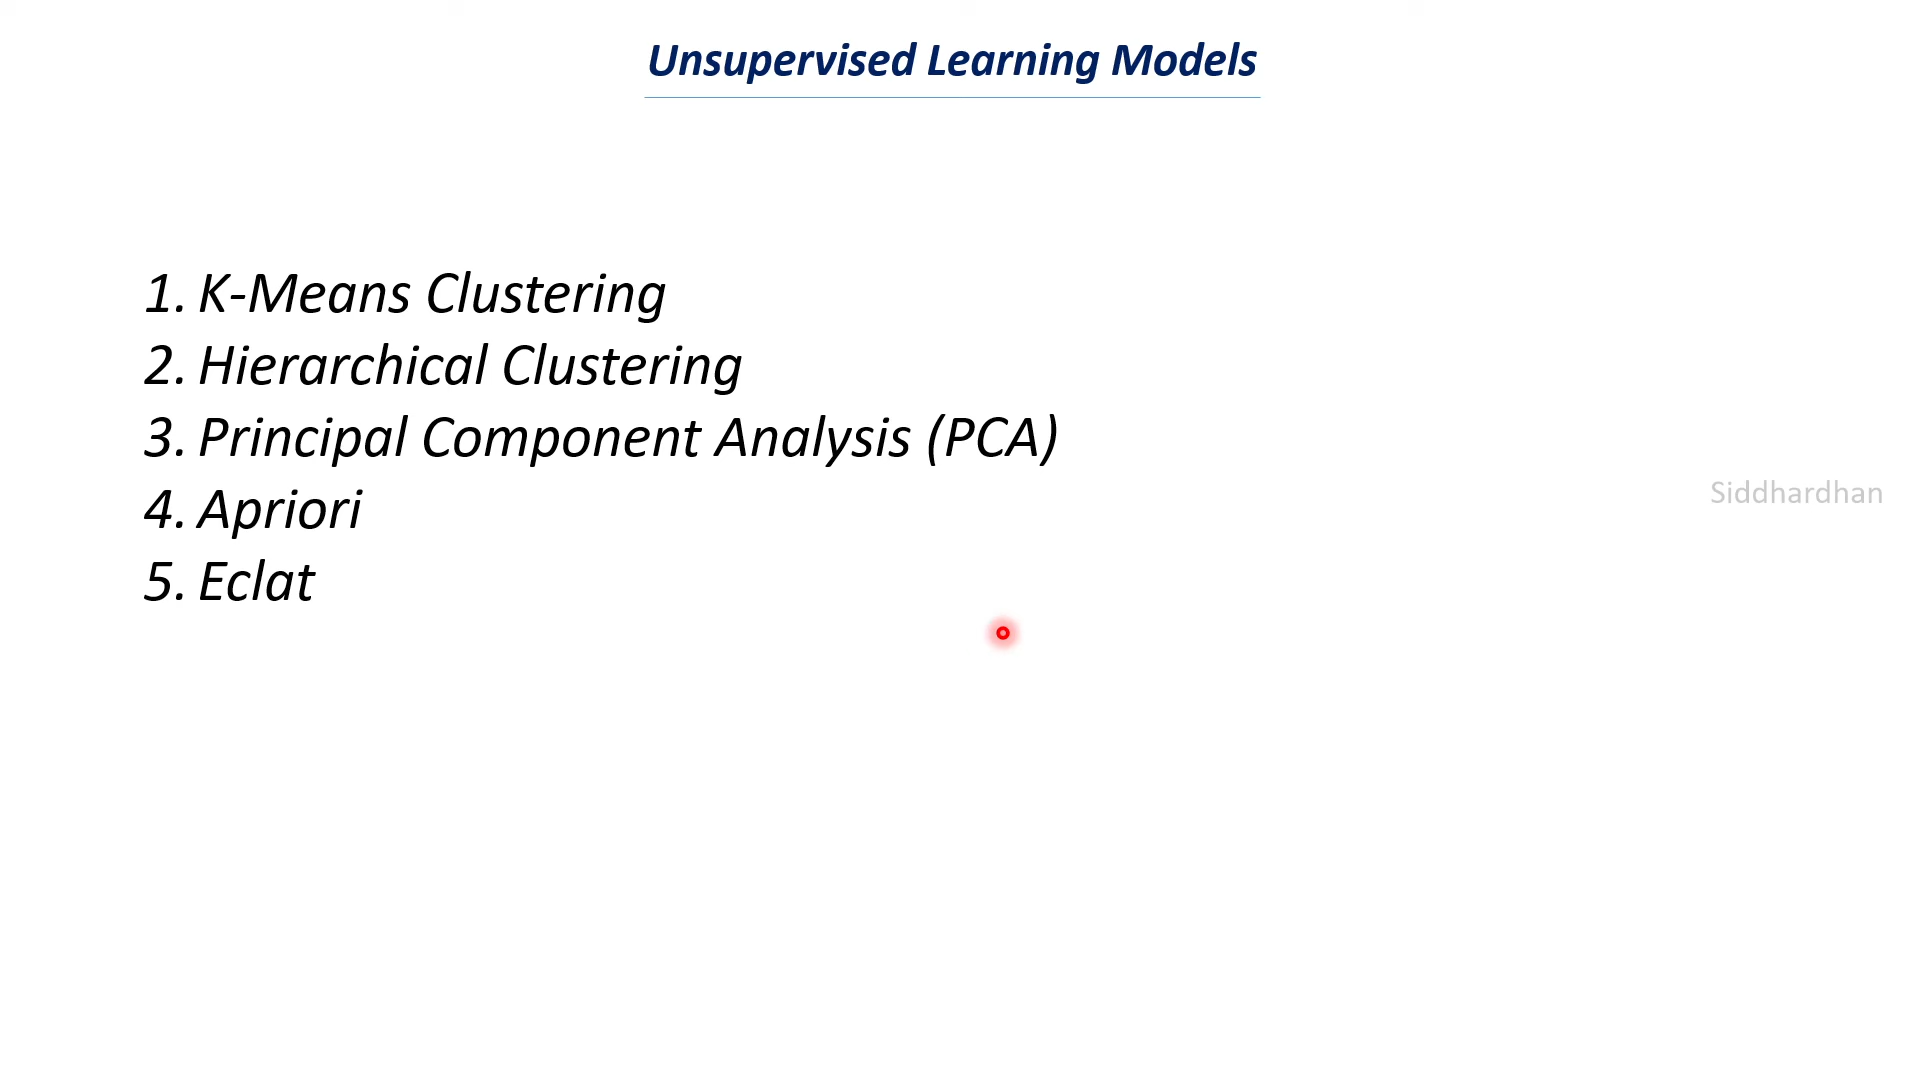 Unsupervised Learning Models
1. K-Means Clustering
2. Hierarchical Clustering
3. Principal Component Analysis (PCA)
4. Apriori
5. Eclat
Siddhardhan